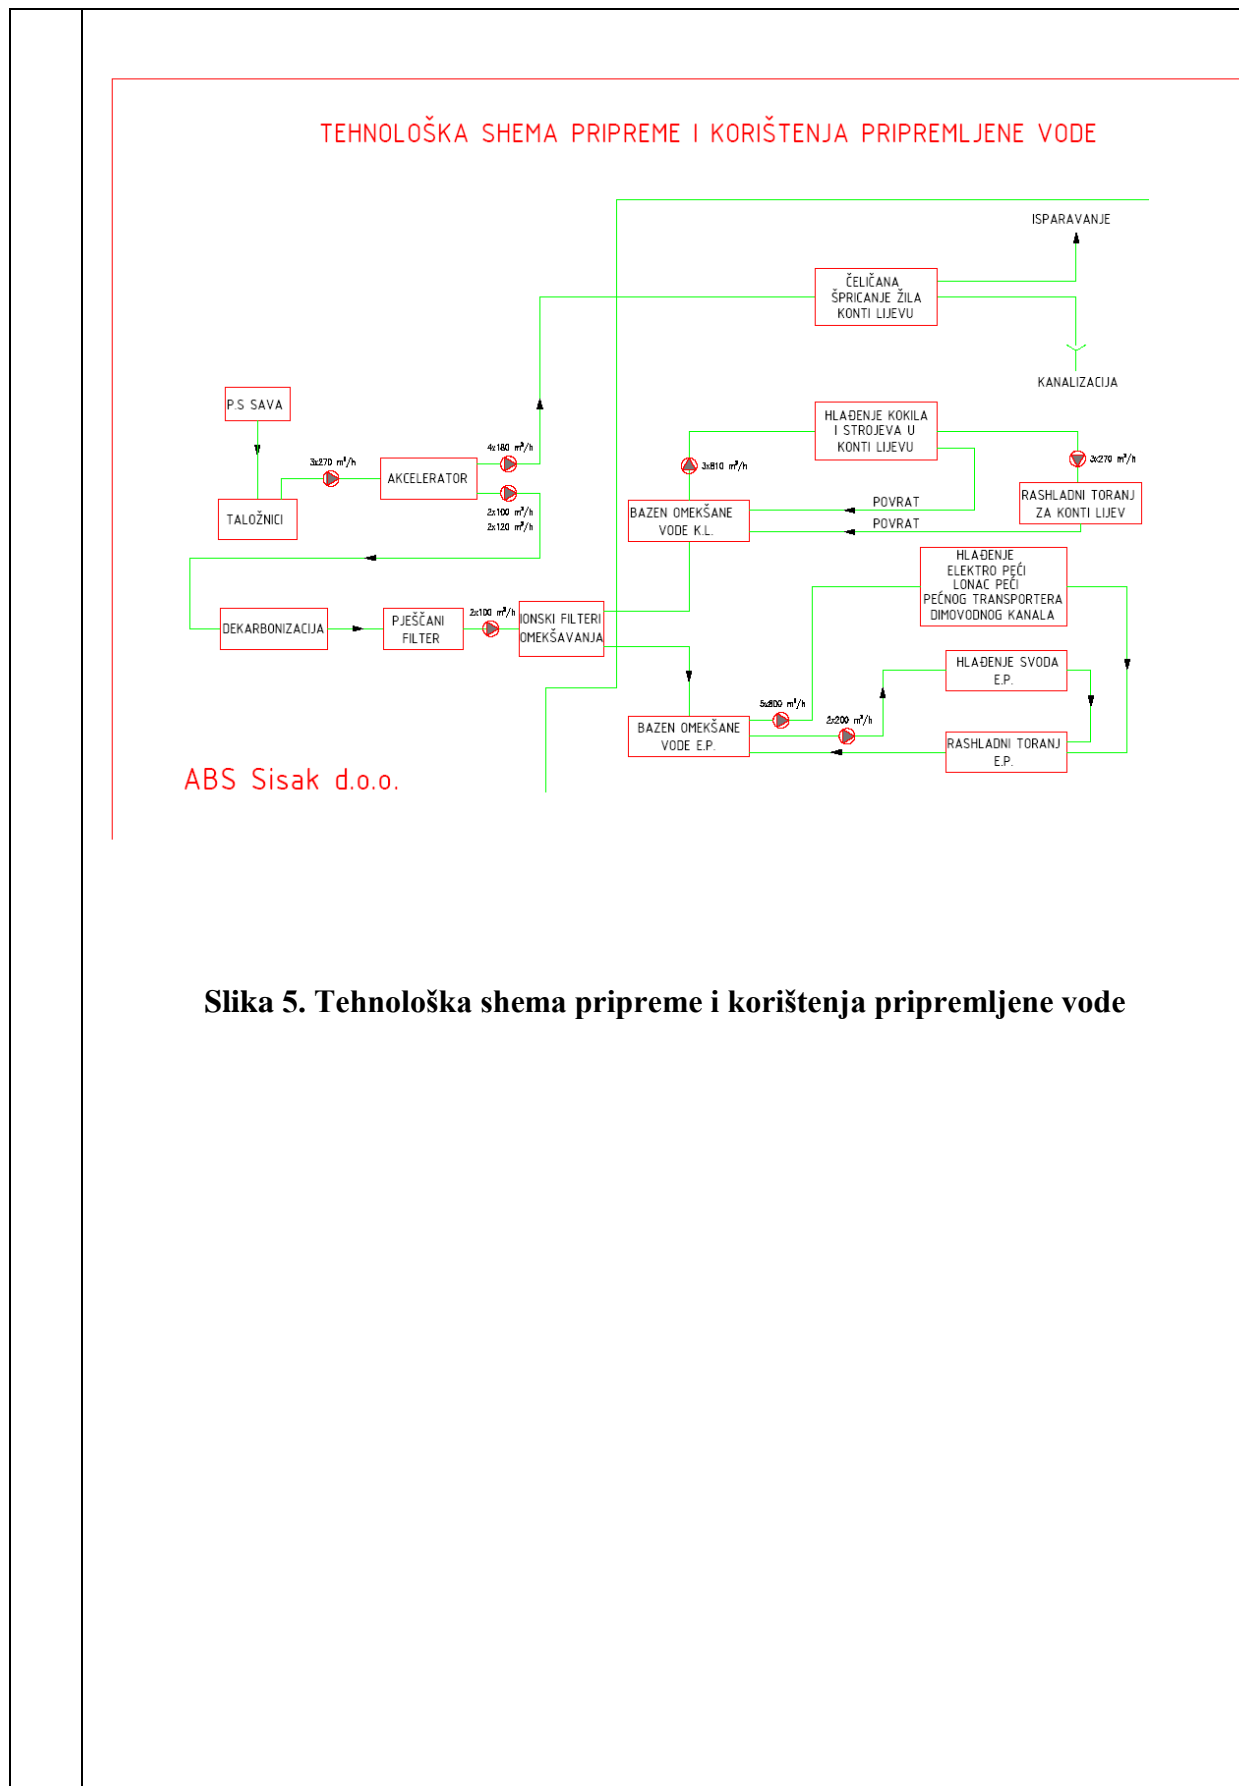 TEHNOLOŠKA SHEMA PRIPREME I KORIŠTENJA PRIPREMLJENE VODE
ISPARAVANJE
ČELIČANA
ŠPRICANJE ŽILA
KONTI LIJEVU
KANALIZACIJA
P.S SAVA
HLAĐENJE KOKILA
I STROJEVA U
KONTI LIJEVU
4x180 m³/h
3x270 m³/h
3x810 m³/h
3x270 m³/h
AKCELERATOR
TALOŽNICI
2x100 m³/h
2x120 m³/h
BAZEN OMEKŠANE
VODE K.L.
POVRAT
POVRAT
RASHLADNI TORANJ
ZA KONTI LIJEV
HLAĐENJE
ELEKTRO PEĆI
LONAC PEĆI
PEĆNOG TRANSPORTERA
DIMOVODNOG KANALA
DEKARBONIZACIJA
PJEŠČANI
FILTER
2x100 m³/h
IONSKI FILTERI
OMEKŠAVANJA
HLAĐENJE SVODA
E.P.
5x800 m³/h
2x200 m³/h
BAZEN OMEKŠANE
VODE E.P.
RASHLADNI TORANJ
E.P.
ABS Sisak d.o.o.
Slika 5. Tehnološka shema pripreme i korištenja pripremljene vode